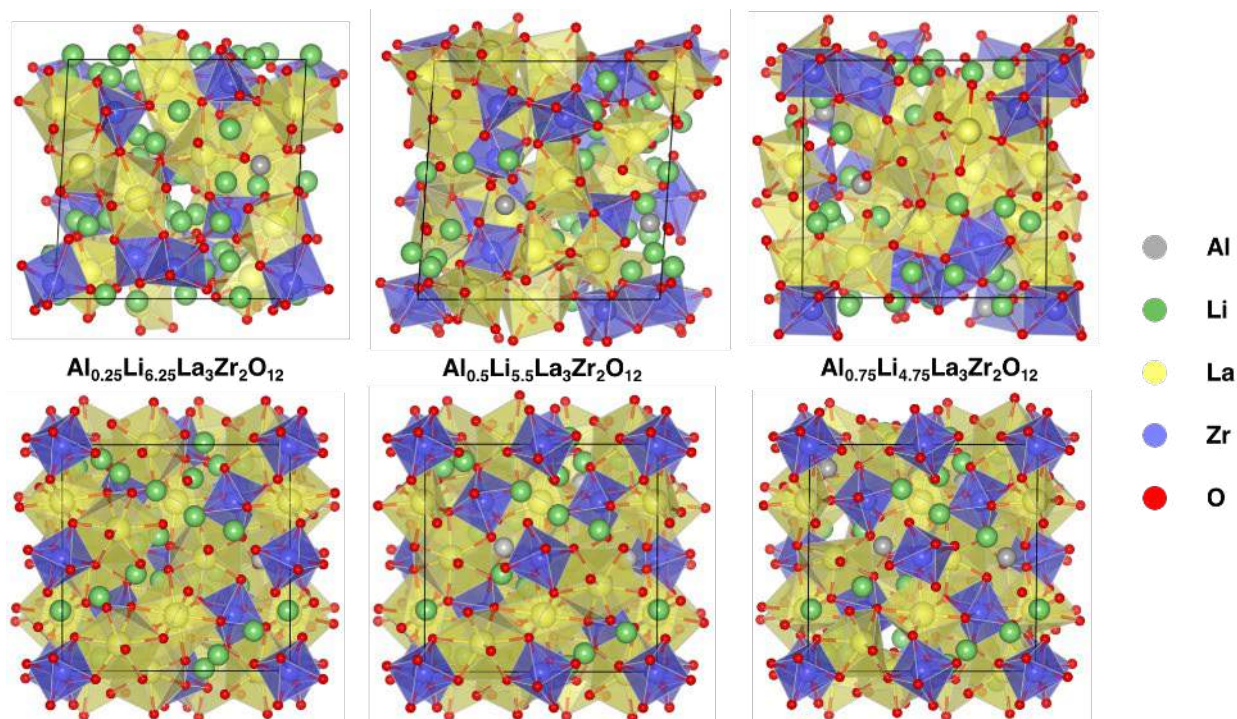 Al₀.₂₅Li₆.₂₅La₃Zr₂O₁₂
Al₀.₅Li₅.₅La₃Zr₂O₁₂
Al₀.₇₅Li₄.₇₅La₃Zr₂O₁₂
Al
Li
La
Zr
O